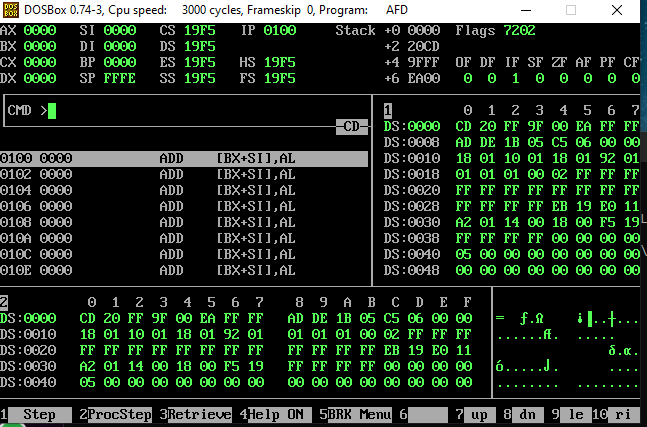 DOSBox 0.74-3, Cpu speed: 3000 cycles, Frameskip 0, Program: AFD
AX 0000 SI 0000 CS 19F5 IP 0100 Stack +0 0000 Flags 7202
BX 0000 DI 0000 DS 19F5 +2 20CD
CX 0000 BP 0000 ES 19F5 HS 19F5 +4 9FFF OF DF IF SF ZF AF PF CF
DX 0000 SP FFFE SS 19F5 FS 19F5 +6 EA00 0 0 1 0 0 0 0 0
CMD >
CD
1 0 1 2 3 4 5 6 7
DS:0000 CD 20 FF 9F 00 EA FF FF
DS:0008 AD DE 1B 05 C5 06 00 00
0100 0000 ADD [BX+SI],AL DS:0010 18 01 10 01 18 01 92 01
0102 0000 ADD [BX+SI],AL DS:0018 01 01 01 00 02 FF FF FF
0104 0000 ADD [BX+SI],AL DS:0020 FF FF FF FF FF FF FF FF
0106 0000 ADD [BX+SI],AL DS:0028 FF FF FF FF EB 19 E0 11
0108 0000 ADD [BX+SI],AL DS:0030 A2 01 14 00 18 00 F5 19
010A 0000 ADD [BX+SI],AL DS:0038 FF FF FF FF 00 00 00 00
010C 0000 ADD [BX+SI],AL DS:0040 05 00 00 00 00 00 00 00
010E 0000 ADD [BX+SI],AL DS:0048 00 00 00 00 00 00 00 00
2 0 1 2 3 4 5 6 7 8 9 A B C D E F
DS:0000 CD 20 FF 9F 00 EA FF FF AD DE 1B 05 C5 06 00 00 = ƒ.Ω ¡▐..┼...
DS:0010 18 01 10 01 18 01 92 01 01 01 01 00 02 FF FF FF ......Æ. .....
DS:0020 FF FF FF FF FF FF FF FF FF FF FF FF EB 19 E0 11 δ.α.
DS:0030 A2 01 14 00 18 00 F5 19 FF FF FF FF 00 00 00 00 ó.....⌡. ....
DS:0040 05 00 00 00 00 00 00 00 00 00 00 00 00 00 00 00 ........ ........
1 Step 2 ProcStep 3 Retrieve 4 Help ON 5 BRK Menu 6 7 up 8 dn 9 le 10 ri